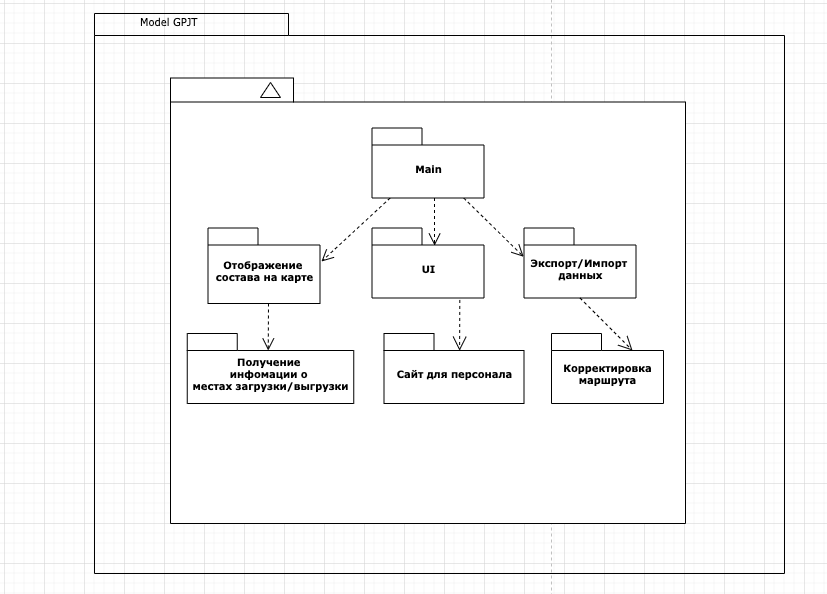 Model GPJT
Main
Отображение
состава на карте
UI
Экспорт/Импорт
данных
Получение
инфомации о
местах загрузки/выгрузки
Сайт для персонала
Корректировка
маршрута